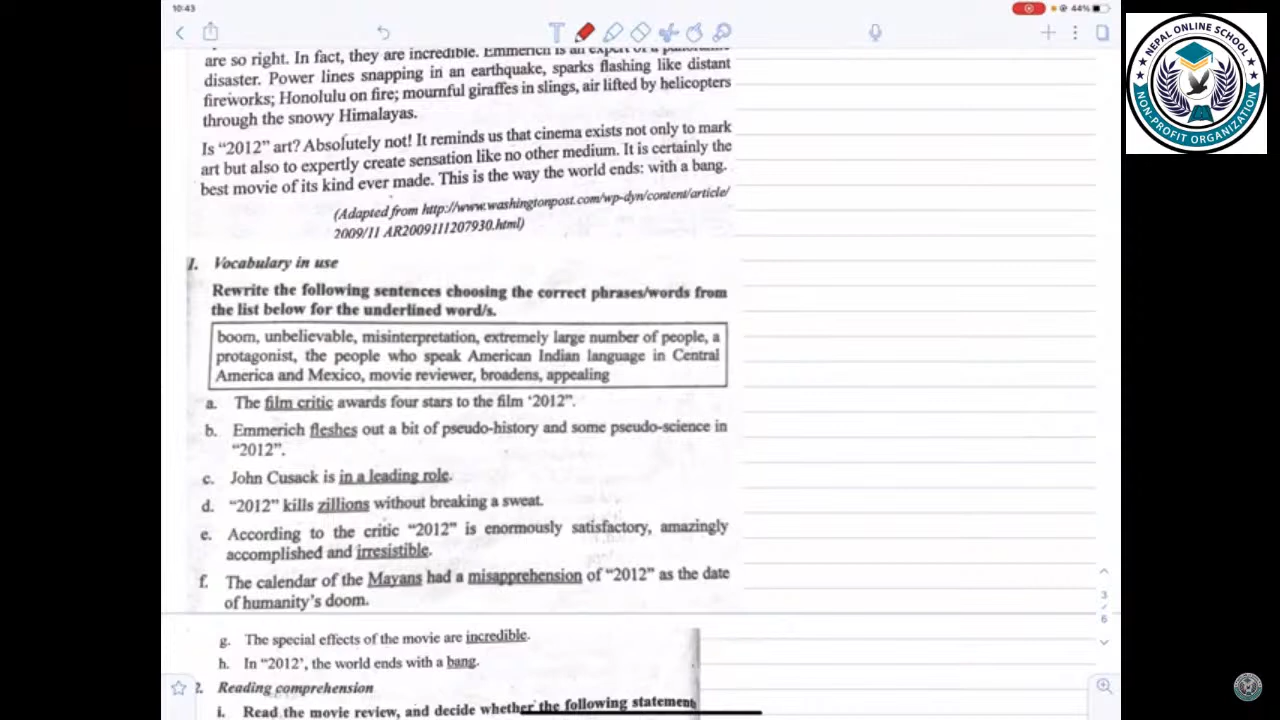 10:43
44%
are so right. In fact, they are incredible. Emmerich is an expert of a panoramic
disaster. Power lines snapping in an earthquake, sparks flashing like distant
fireworks; Honolulu on fire; mournful giraffes in slings, air lifted by helicopters
through the snowy Himalayas.
Is “2012” art? Absolutely not! It reminds us that cinema exists not only to mark
art but also to expertly create sensation like no other medium. It is certainly the
best movie of its kind ever made. This is the way the world ends: with a bang.
(Adapted from http://www.washingtonpost.com/wp-dyn/content/article/
2009/11 AR2009111207930.html)
1. Vocabulary in use
Rewrite the following sentences choosing the correct phrases/words from
the list below for the underlined word/s.
boom, unbelievable, misinterpretation, extremely large number of people, a
protagonist, the people who speak American Indian language in Central
America and Mexico, movie reviewer, broadens, appealing
a. The film critic awards four stars to the film ‘2012”.
b. Emmerich fleshes out a bit of pseudo-history and some pseudo-science in
“2012”.
c. John Cusack is in a leading role.
d. “2012” kills zillions without breaking a sweat.
e. According to the critic “2012” is enormously satisfactory, amazingly
accomplished and irresistible.
f. The calendar of the Mayans had a misapprehension of “2012” as the date
of humanity’s doom.
g. The special effects of the movie are incredible.
h. In “2012’, the world ends with a bang.
2. Reading comprehension
i. Read the movie review, and decide whether the following statement
3
6
T
NEPAL ONLINE SCHOOL
NON-PROFIT ORGANIZATION